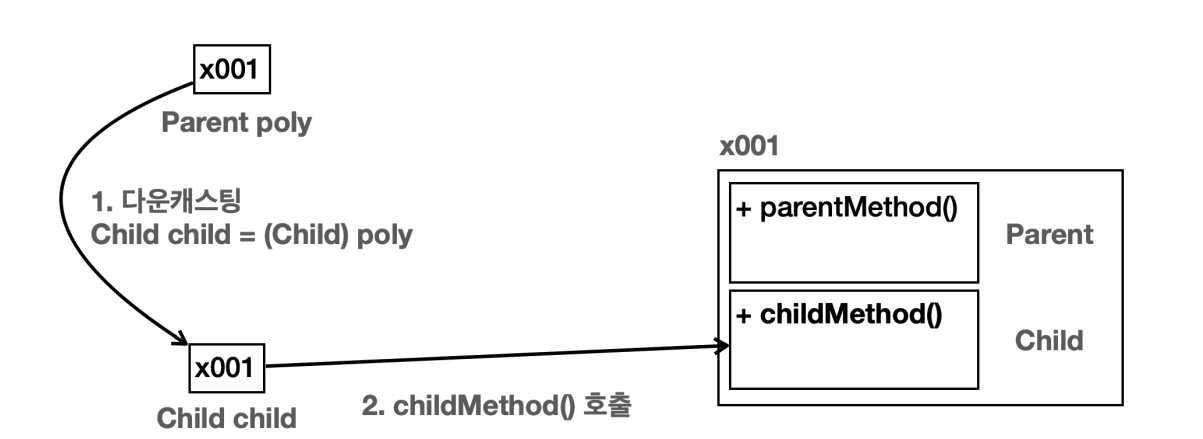 x001
Parent poly
1. 다운캐스팅
Child child = (Child) poly
x001
Child child
2. childMethod() 호출
x001
+ parentMethod()
Parent
+ childMethod()
Child